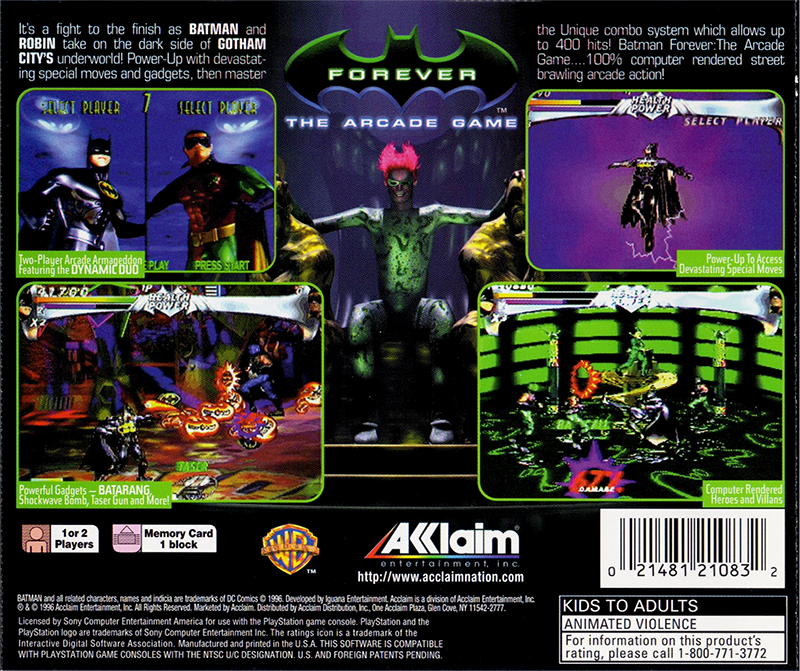 It's a fight to the finish as BATMAN and
ROBIN take on the dark side of GOTHAM
CITY'S underworld! Power-Up with devastat-
ing special moves and gadgets, then master
the Unique combo system which allows up
to 400 hits! Batman Forever:The Arcade
Game....100% computer rendered street
brawling arcade action!
FOREVER
THE ARCADE GAME™
SELECT PLAYER 7 SELECT PLAYER
PLAY PRESS START
Two-Player Arcade Armageddon
Featuring the DYNAMIC DUO
HEALTH
POWER
SELECT PLAYER
Power-Up To Access
Devastating Special Moves
41700
HEALTH
POWER
X2
TASER
Powerful Gadgets – BATARANG,
Shockwave Bomb, Taser Gun and More!
DAMAGE
Computer Rendered
Heroes and Villans
1 or 2
Players
Memory Card
1 block
WB™
AKKlaim®
entertainment, inc.
http://www.acclaimnation.com
0 21481 21083 2
BATMAN and all related characters, names and indicia are trademarks of DC Comics © 1996. Developed by Iguana Entertainment. Acclaim is a division of Acclaim Entertainment, Inc.
® & © 1996 Acclaim Entertainment, Inc. All Rights Reserved. Marketed by Acclaim. Distributed by Acclaim Distribution, Inc., One Acclaim Plaza, Glen Cove, NY 11542-2777.
Licensed by Sony Computer Entertainment America for use with the PlayStation game console. PlayStation and the
PlayStation logo are trademarks of Sony Computer Entertainment Inc. The ratings icon is a trademark of the
Interactive Digital Software Association. Manufactured and printed in the U.S.A. THIS SOFTWARE IS COMPATIBLE
WITH PLAYSTATION GAME CONSOLES WITH THE NTSC U/C DESIGNATION. U.S. AND FOREIGN PATENTS PENDING.
KIDS TO ADULTS
ANIMATED VIOLENCE
For information on this product's
rating, please call 1-800-771-3772